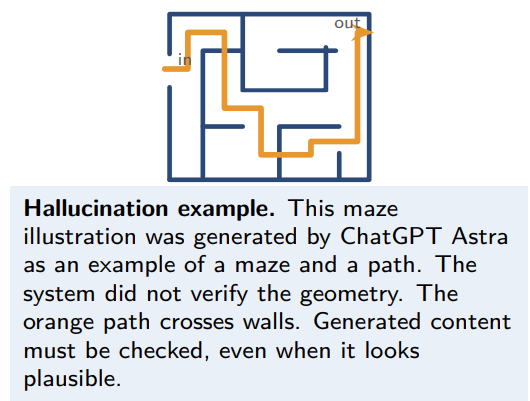 out
in
Hallucination example. This maze
illustration was generated by ChatGPT Astra
as an example of a maze and a path. The
system did not verify the geometry. The
orange path crosses walls. Generated content
must be checked, even when it looks
plausible.